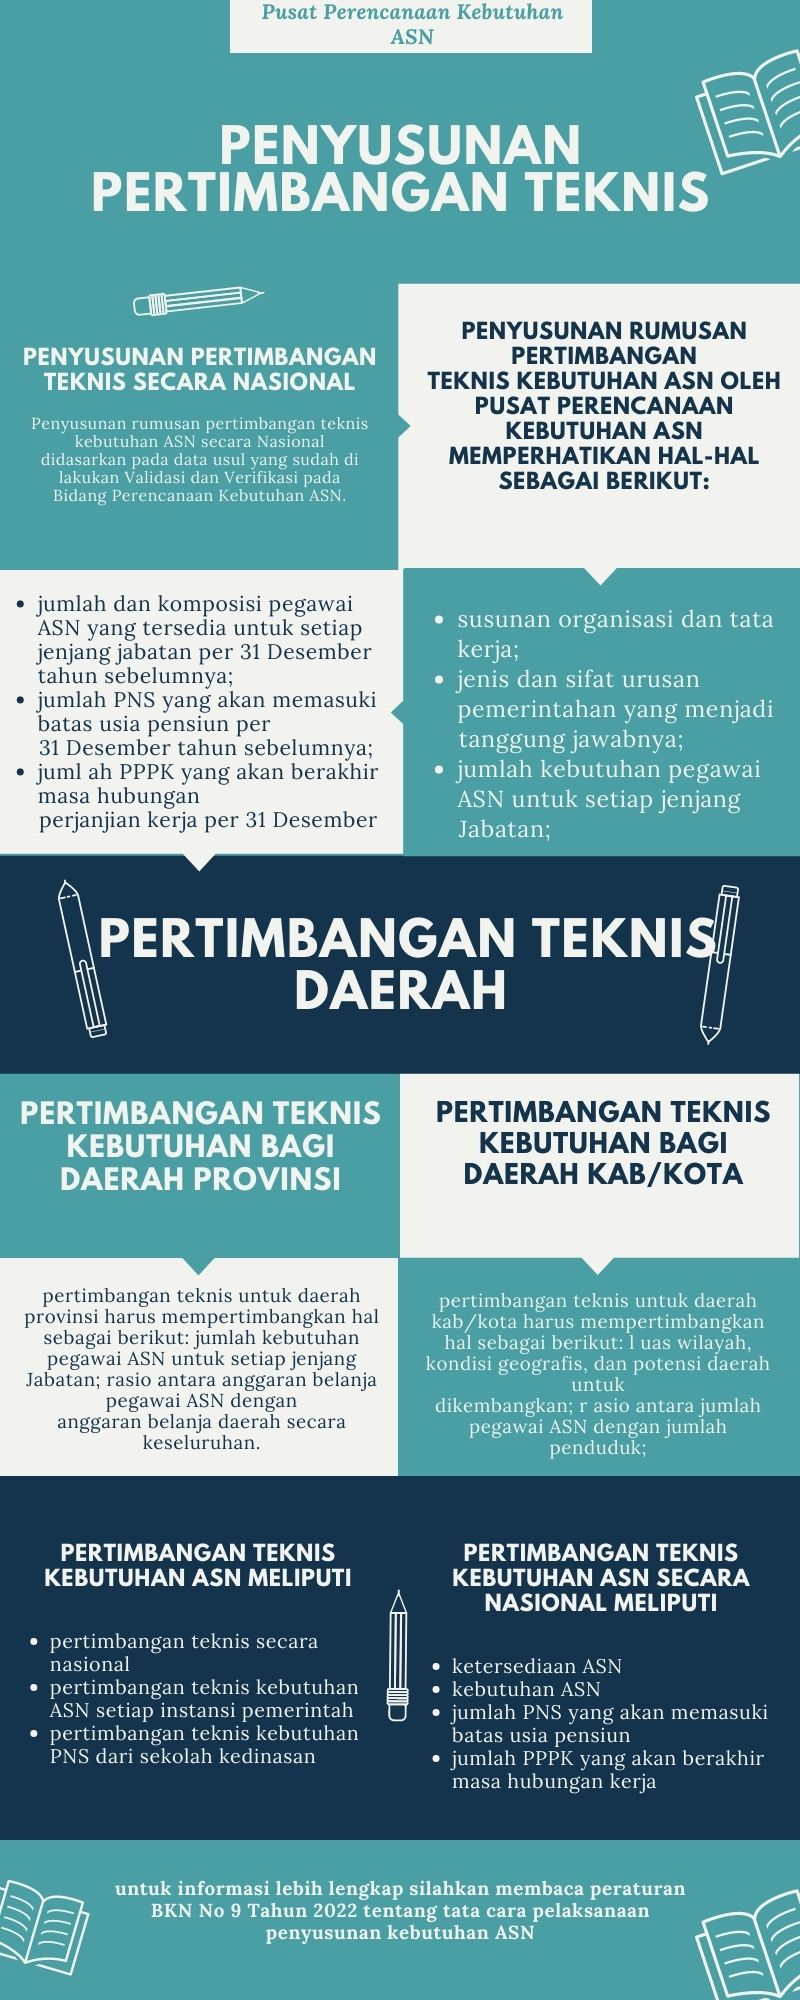 Pusat Perencanaan Kebutuhan
ASN
PENYUSUNAN
PERTIMBANGAN TEKNIS
PENYUSUNAN PERTIMBANGAN
TEKNIS SECARA NASIONAL
Penyusunan rumusan pertimbangan teknis
kebutuhan ASN secara Nasional
didasarkan pada data usul yang sudah di
lakukan Validasi dan Verifikasi pada
Bidang Perencanaan Kebutuhan ASN.
PENYUSUNAN RUMUSAN
PERTIMBANGAN
TEKNIS KEBUTUHAN ASN OLEH
PUSAT PERENCANAAN
KEBUTUHAN ASN
MEMPERHATIKAN HAL-HAL
SEBAGAI BERIKUT:
• susunan organisasi dan tata
kerja;
• jenis dan sifat urusan
pemerintahan yang menjadi
tanggung jawabnya;
• jumlah kebutuhan pegawai
ASN untuk setiap jenjang
Jabatan;
• jumlah dan komposisi pegawai
ASN yang tersedia untuk setiap
jenjang jabatan per 31 Desember
tahun sebelumnya;
• jumlah PNS yang akan memasuki
batas usia pensiun per
31 Desember tahun sebelumnya;
• juml ah PPPK yang akan berakhir
masa hubungan
perjanjian kerja per 31 Desember
PERTIMBANGAN TEKNIS
DAERAH
PERTIMBANGAN TEKNIS
KEBUTUHAN BAGI
DAERAH PROVINSI
pertimbangan teknis untuk daerah
provinsi harus mempertimbangkan hal
sebagai berikut: jumlah kebutuhan
pegawai ASN untuk setiap jenjang
Jabatan; rasio antara anggaran belanja
pegawai ASN dengan
anggaran belanja daerah secara
keseluruhan.
PERTIMBANGAN TEKNIS
KEBUTUHAN BAGI
DAERAH KAB/KOTA
pertimbangan teknis untuk daerah
kab/kota harus mempertimbangkan
hal sebagai berikut: l uas wilayah,
kondisi geografis, dan potensi daerah
untuk
dikembangkan; r asio antara jumlah
pegawai ASN dengan jumlah
penduduk;
PERTIMBANGAN TEKNIS
KEBUTUHAN ASN MELIPUTI
• pertimbangan teknis secara
nasional
• pertimbangan teknis kebutuhan
ASN setiap instansi pemerintah
• pertimbangan teknis kebutuhan
PNS dari sekolah kedinasan
PERTIMBANGAN TEKNIS
KEBUTUHAN ASN SECARA
NASIONAL MELIPUTI
• ketersediaan ASN
• kebutuhan ASN
• jumlah PNS yang akan memasuki
batas usia pensiun
• jumlah PPPK yang akan berakhir
masa hubungan kerja
untuk informasi lebih lengkap silahkan membaca peraturan
BKN No 9 Tahun 2022 tentang tata cara pelaksanaan
penyusunan kebutuhan ASN